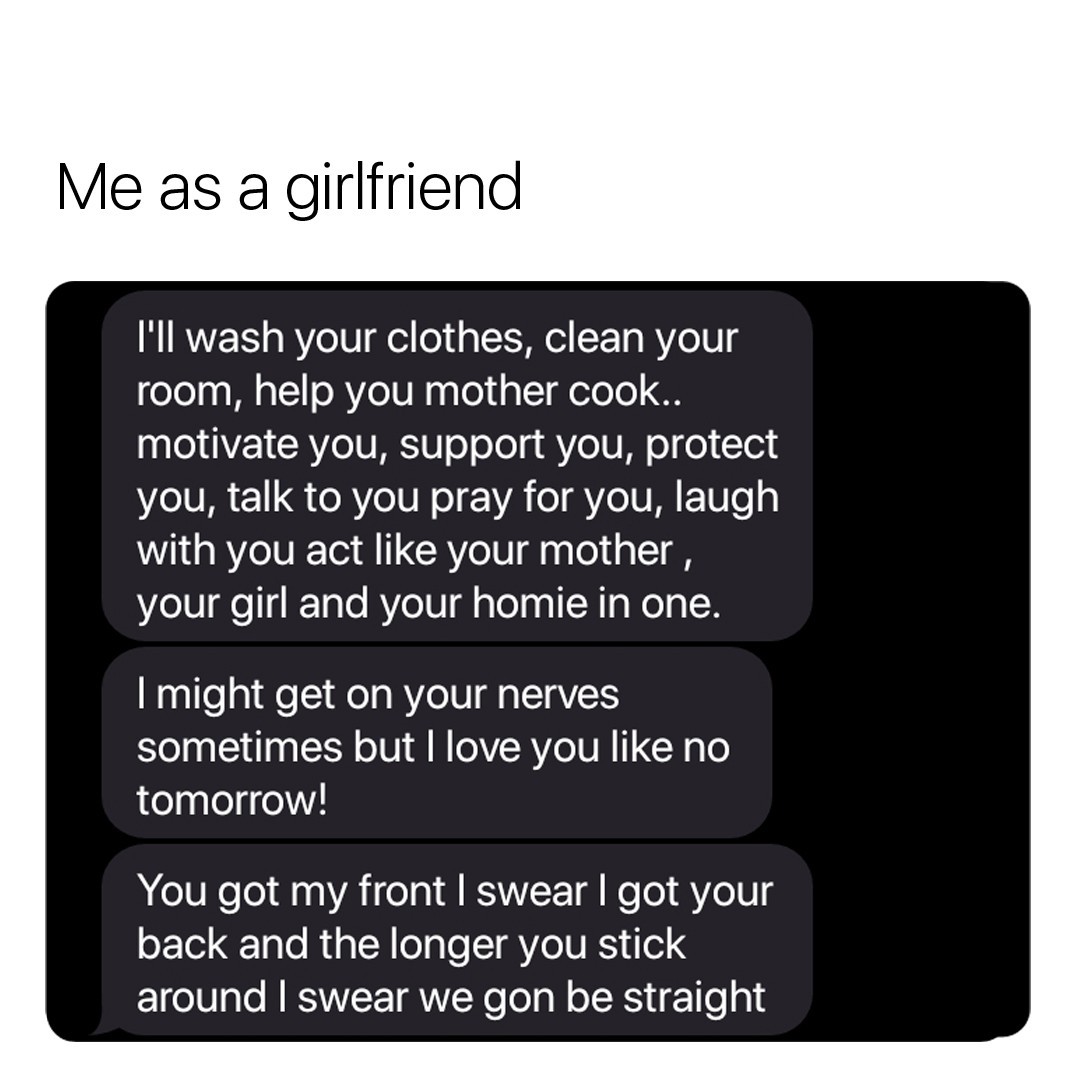 Me as a girlfriend
I'll wash your clothes, clean your
room, help you mother cook..
motivate you, support you, protect
you, talk to you pray for you, laugh
with you act like your mother ,
your girl and your homie in one.
I might get on your nerves
sometimes but I love you like no
tomorrow!
You got my front I swear I got your
back and the longer you stick
around I swear we gon be straight